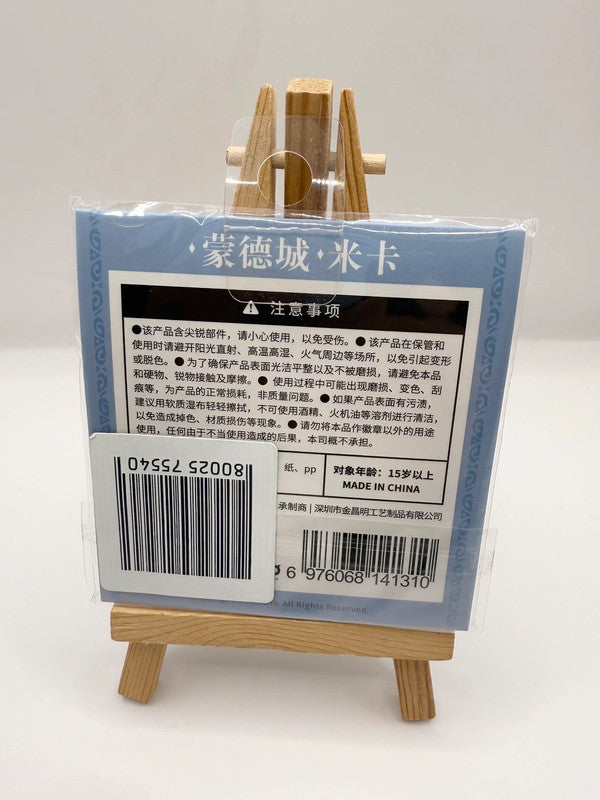 蒙德城·米卡
注意事项
●该产品含尖锐部件，请小心使用，以免受伤。● 该产品在保管和
使用时请避开阳光直射、高温高湿、火气周边等场所，以免引起变形
或脱色。● 为了确保产品表面光洁平整以及不被磨损，请避免本品
和硬物、锐物接触及摩擦。● 使用过程中可能出现磨损、变色、刮
痕等，为产品的正常损耗，非质量问题。● 如果产品表面有污渍，
建议用软质湿布轻轻擦拭，不可使用酒精、火机油等溶剂进行清洁，
以免造成掉色、材质损伤等现象。● 请勿将本品作徽章以外的用途
使用，任何由于不当使用造成的后果，本司概不承担。
纸、pp
对象年龄：15岁以上
MADE IN CHINA
承制商｜深圳市金昌明工艺制品有限公司
80025 75540
6 976068 141310
All Rights Reserved